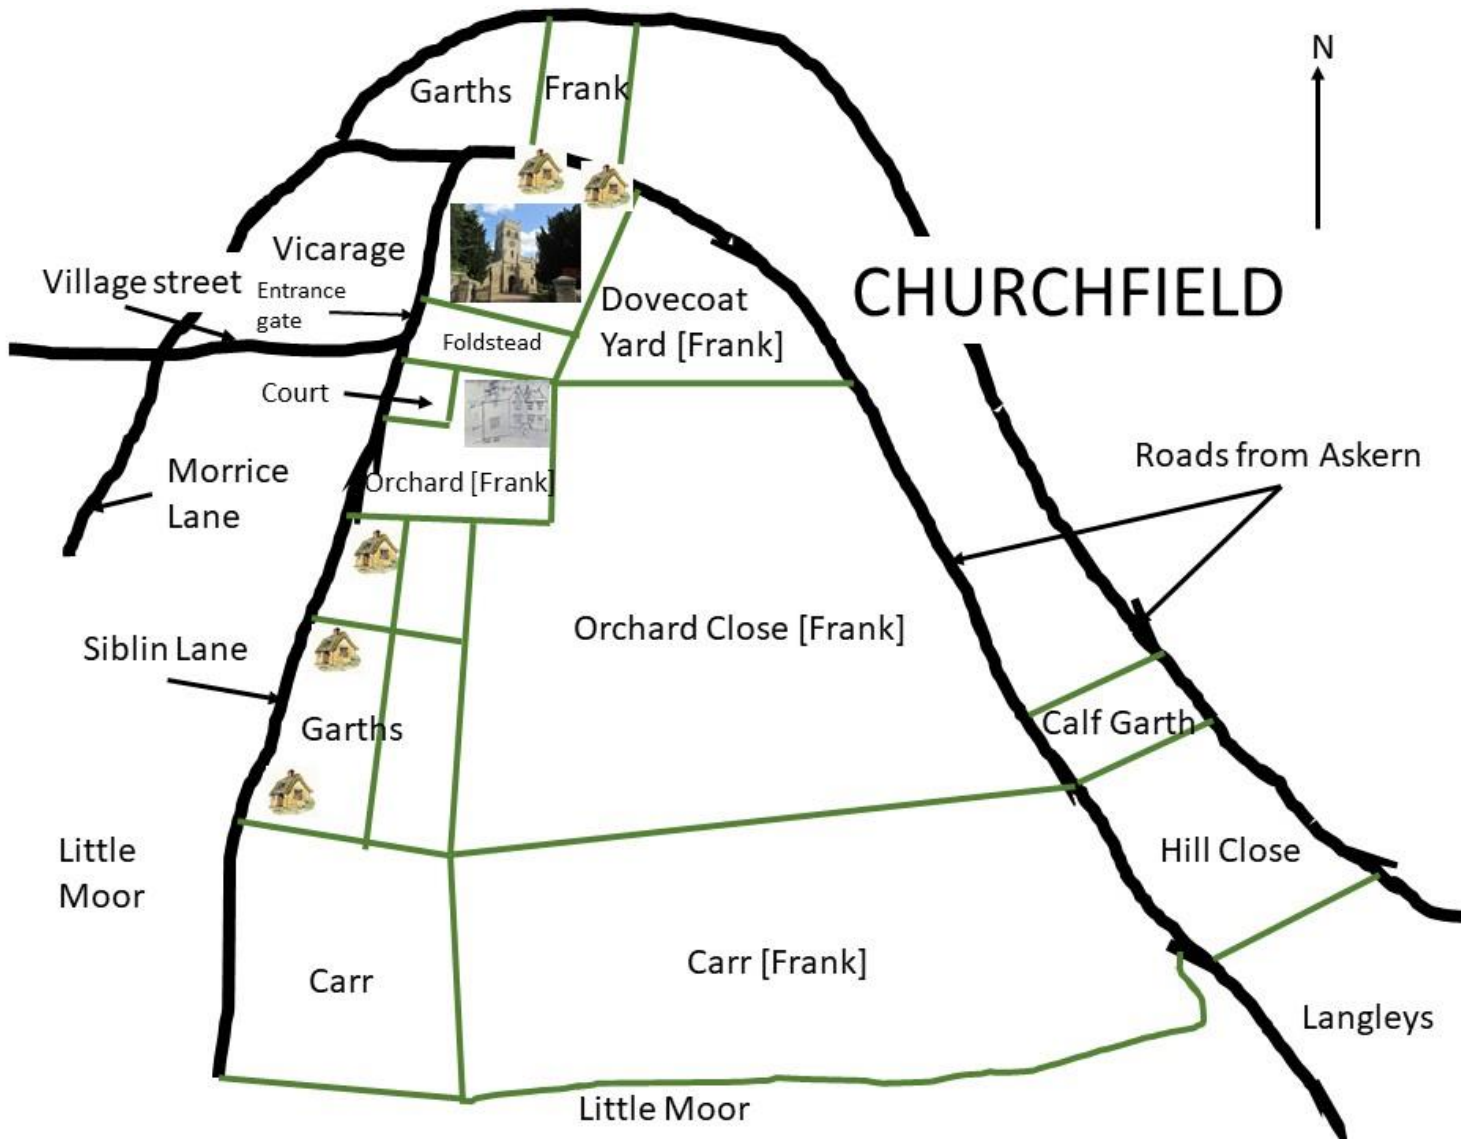 N
Garths
Frank
CHURCHFIELD
Vicarage
Village street
Entrance
gate
Dovecoat
Yard [Frank]
Foldstead
Court
Roads from Askern
Morrice
Lane
Orchard [Frank]
Orchard Close [Frank]
Siblin Lane
Calf Garth
Garths
Little
Moor
Hill Close
Carr
Carr [Frank]
Langleys
Little Moor